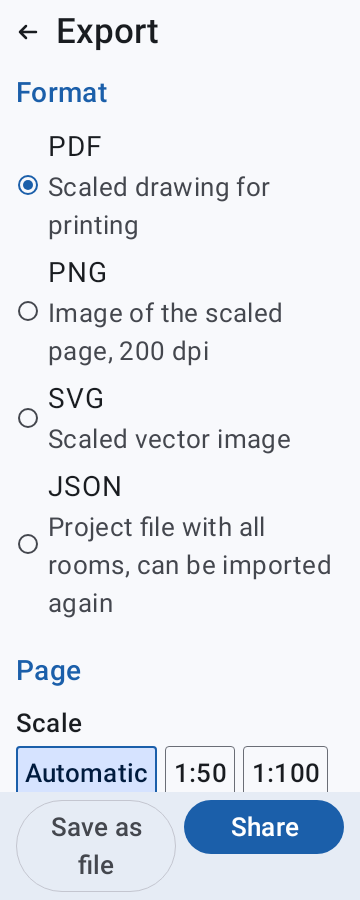 Export
Format
PDF
Scaled drawing for
printing
PNG
Image of the scaled
page, 200 dpi
SVG
Scaled vector image
JSON
Project file with all
rooms, can be imported
again
Page
Scale
Automatic 1:50 1:100
Save as
file
Share